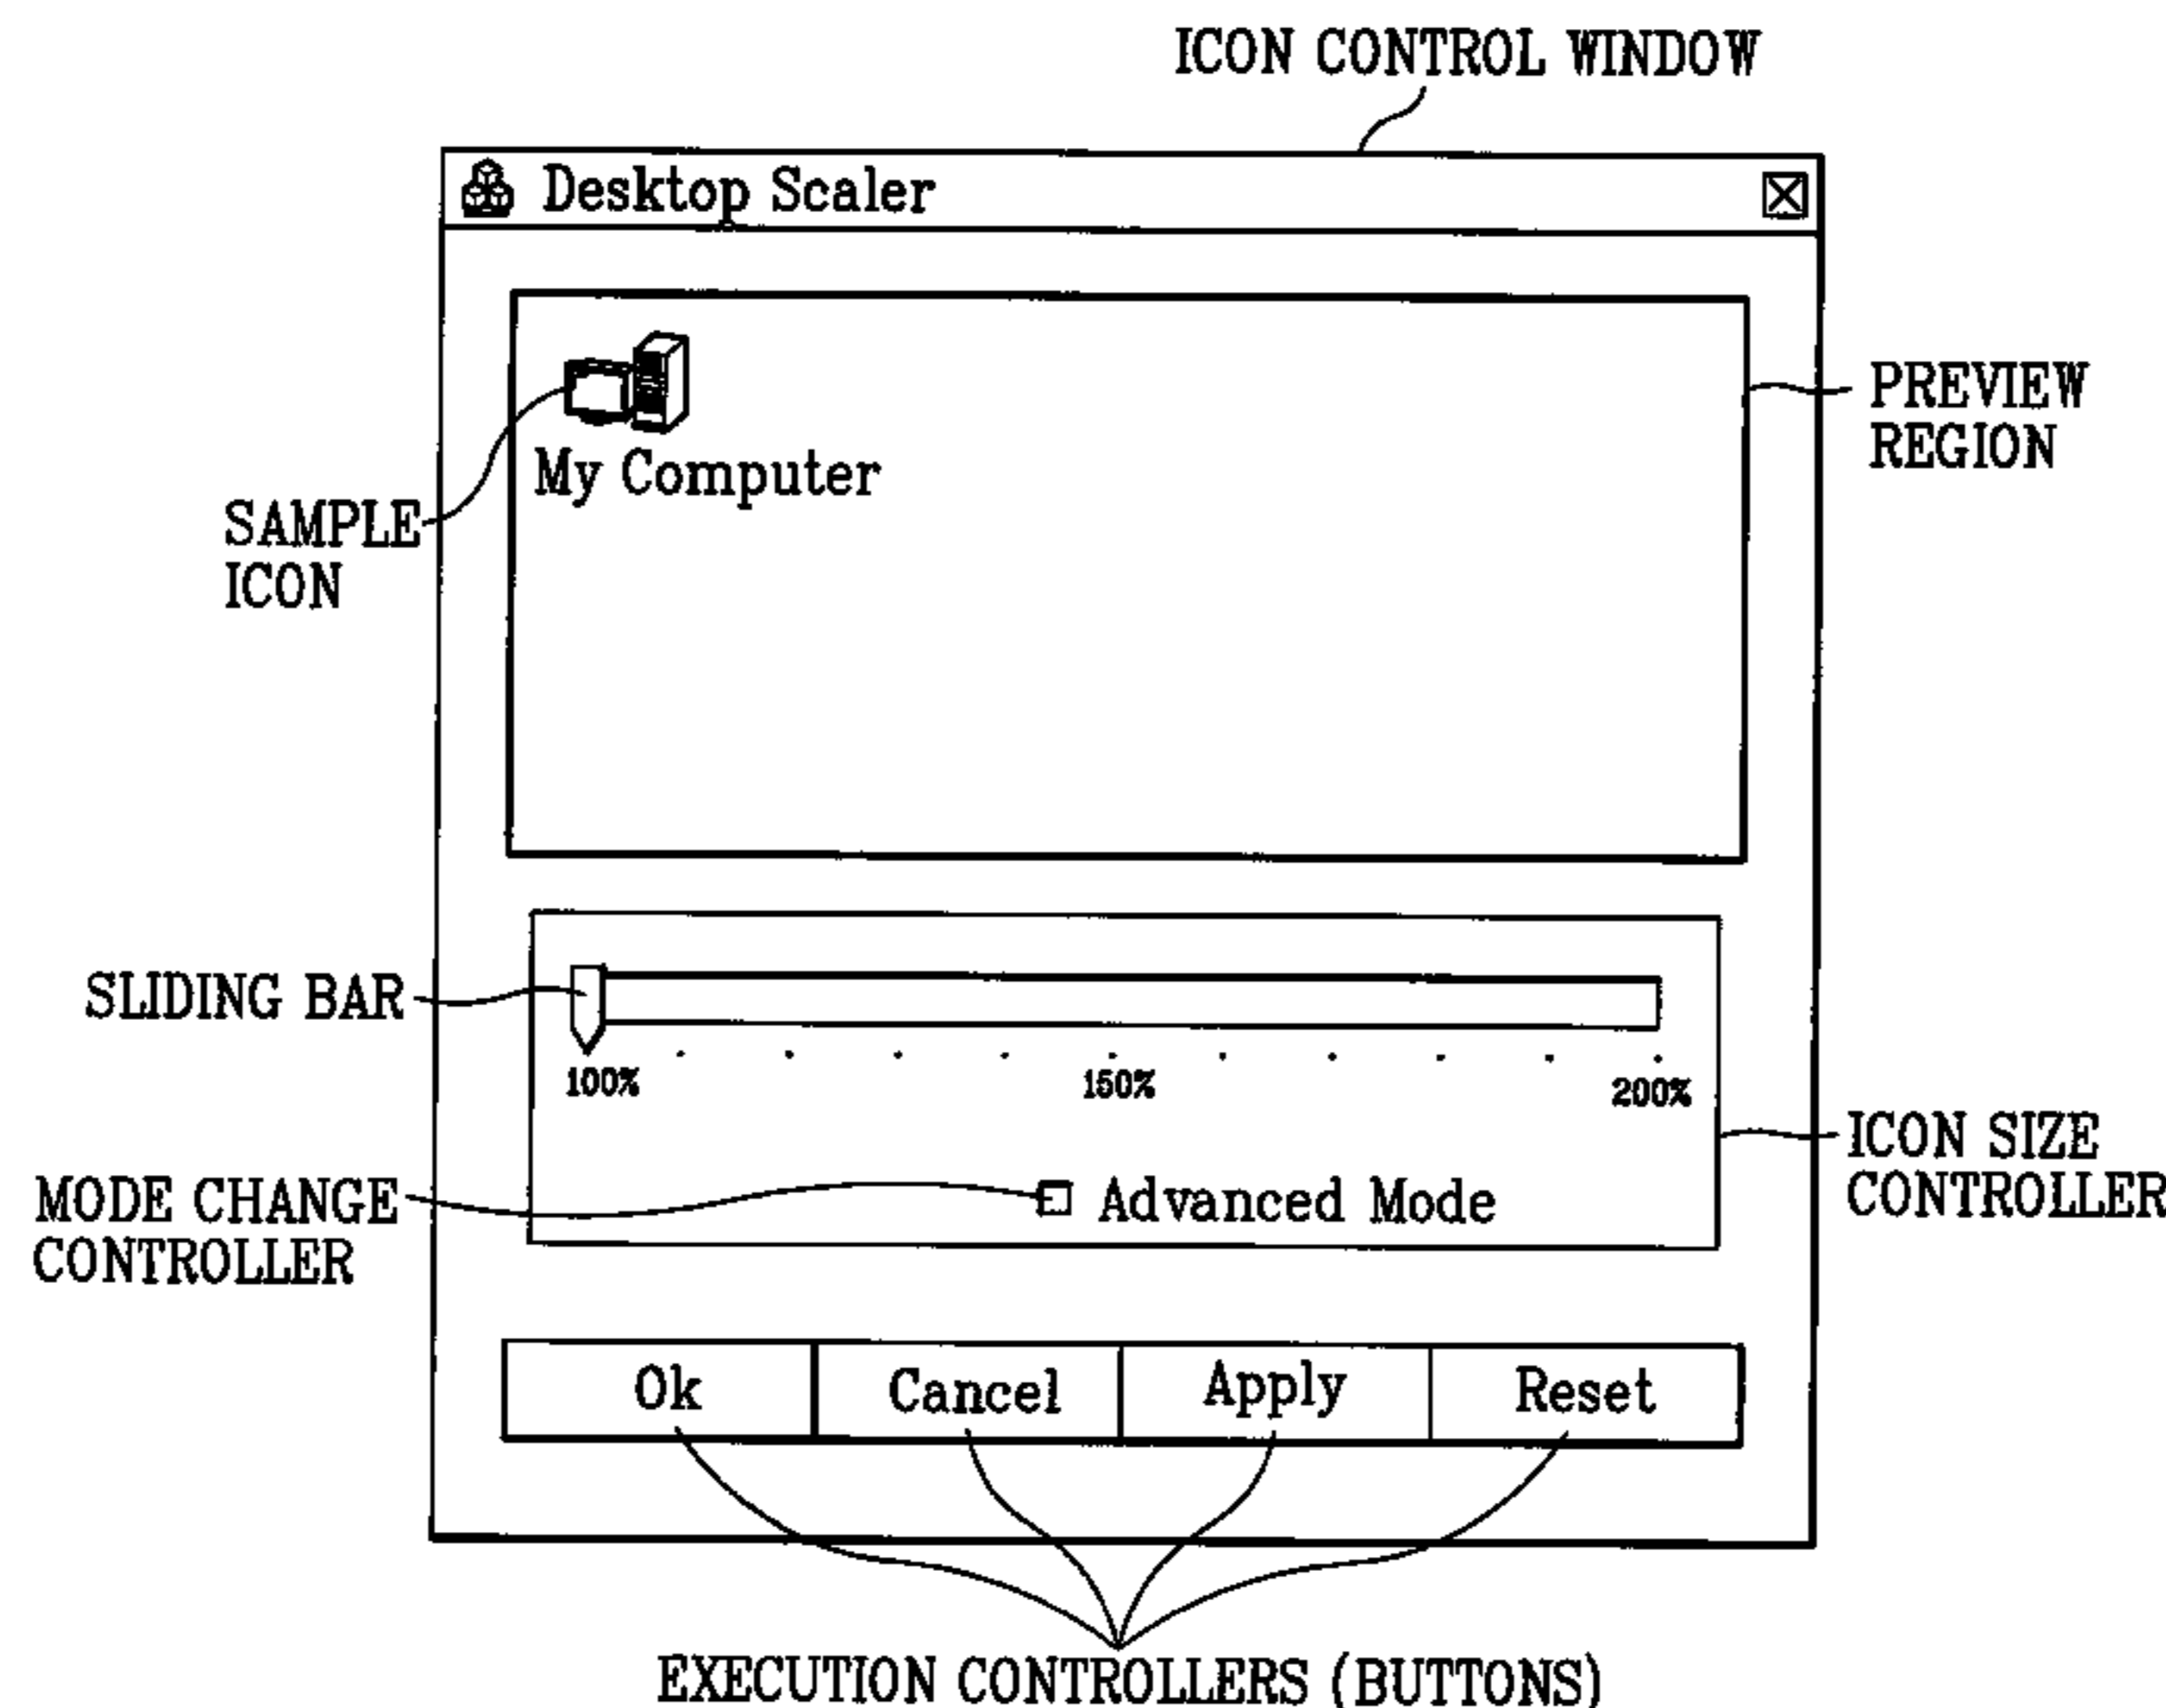 ICON CONTROL WINDOW
Desktop Scaler
My Computer
PREVIEW
REGION
SAMPLE
ICON
SLIDING BAR
100%
150%
200%
ICON SIZE
CONTROLLER
MODE CHANGE
CONTROLLER
Advanced Mode
Ok
Cancel
Apply
Reset
EXECUTION CONTROLLERS (BUTTONS)